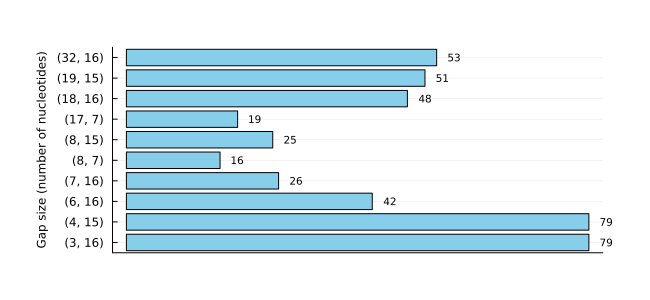 Gap size (number of nucleotides)
(32, 16) 53
(19, 15) 51
(18, 16) 48
(17, 7) 19
(8, 15) 25
(8, 7) 16
(7, 16) 26
(6, 16) 42
(4, 15) 79
(3, 16) 79